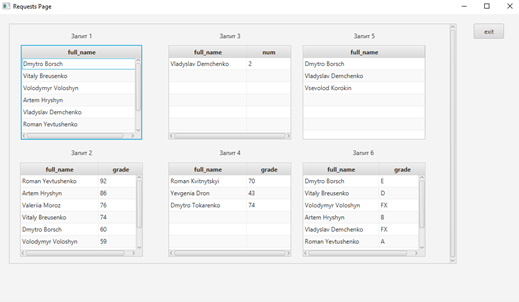 Requests Page
exit
Запит 1
full_name
Dmytro Borsch
Vitaly Breusenko
Volodymyr Voloshyn
Artem Hryshyn
Vladyslav Demchenko
Roman Yevtushenko
Запит 3
full_name num
Vladyslav Demchenko 2
Запит 5
full_name
Dmytro Borsch
Vladyslav Demchenko
Vsevolod Korokin
Запит 2
full_name grade
Roman Yevtushenko 92
Artem Hryshyn 86
Valeriia Moroz 76
Vitaly Breusenko 74
Dmytro Borsch 60
Volodymyr Voloshyn 59
Запит 4
full_name grade
Roman Kvitnytskyi 70
Yevgenia Dron 43
Dmytro Tokarenko 74
Запит 6
full_name grade
Dmytro Borsch E
Vitaly Breusenko D
Volodymyr Voloshyn FX
Artem Hryshyn B
Vladyslav Demchenko FX
Roman Yevtushenko A